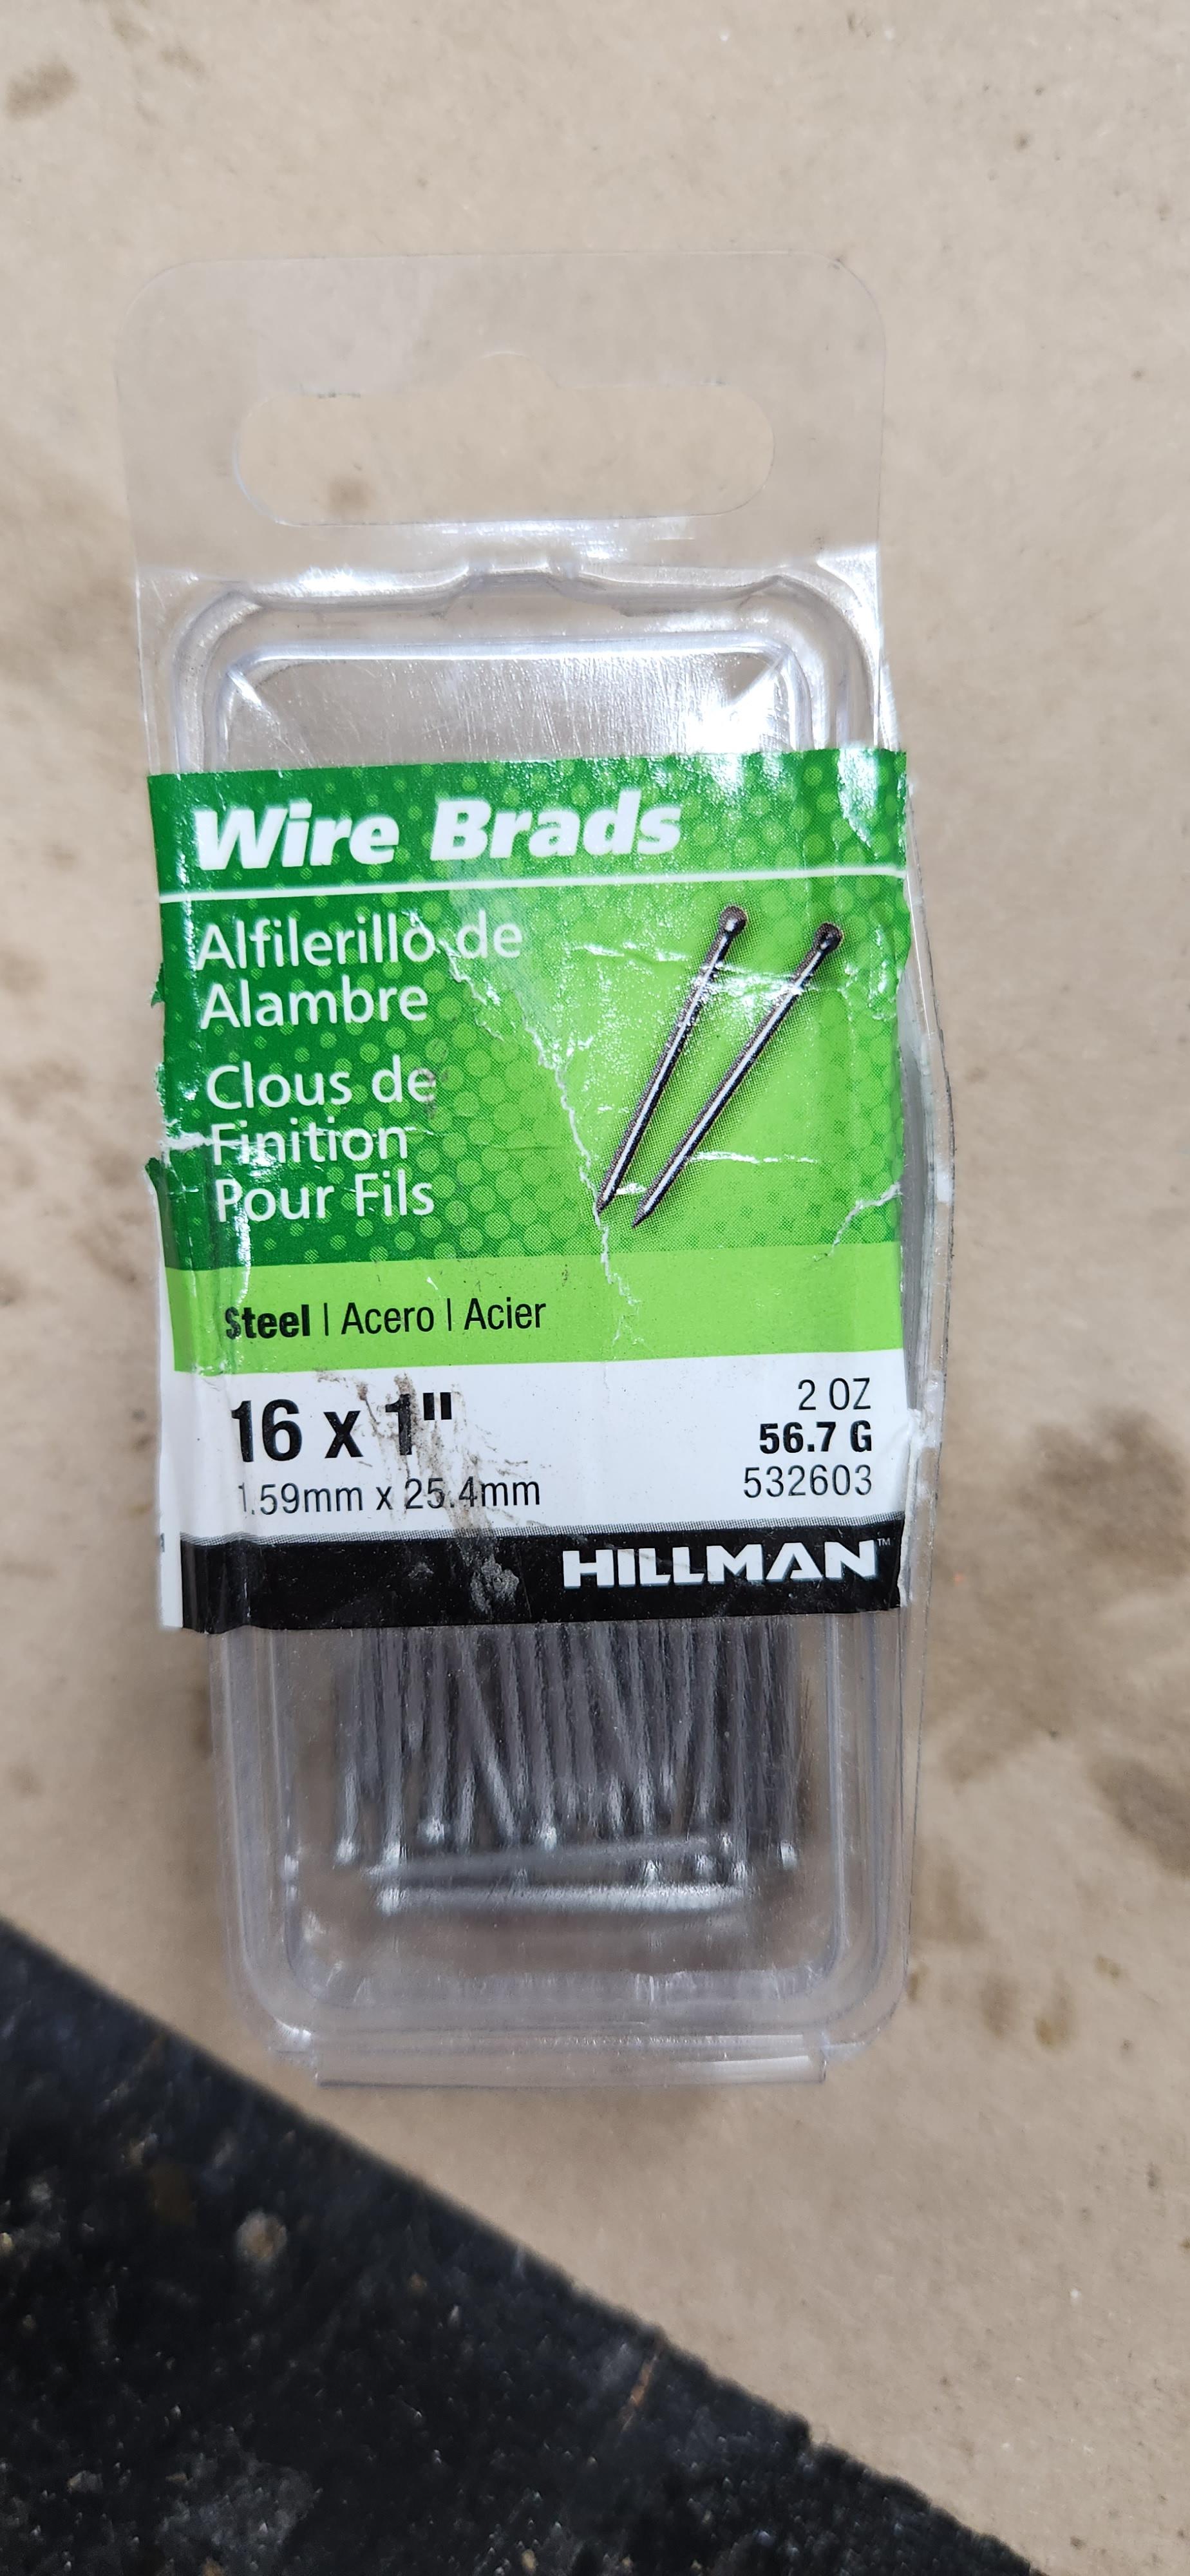 Wire Brads
Alfilerillo de
Alambre
Clous de
Finition
Pour Fils
Steel | Acero | Acier
16 x 1"
1.59mm x 25.4mm
2 OZ
56.7 G
532603
HILLMAN™